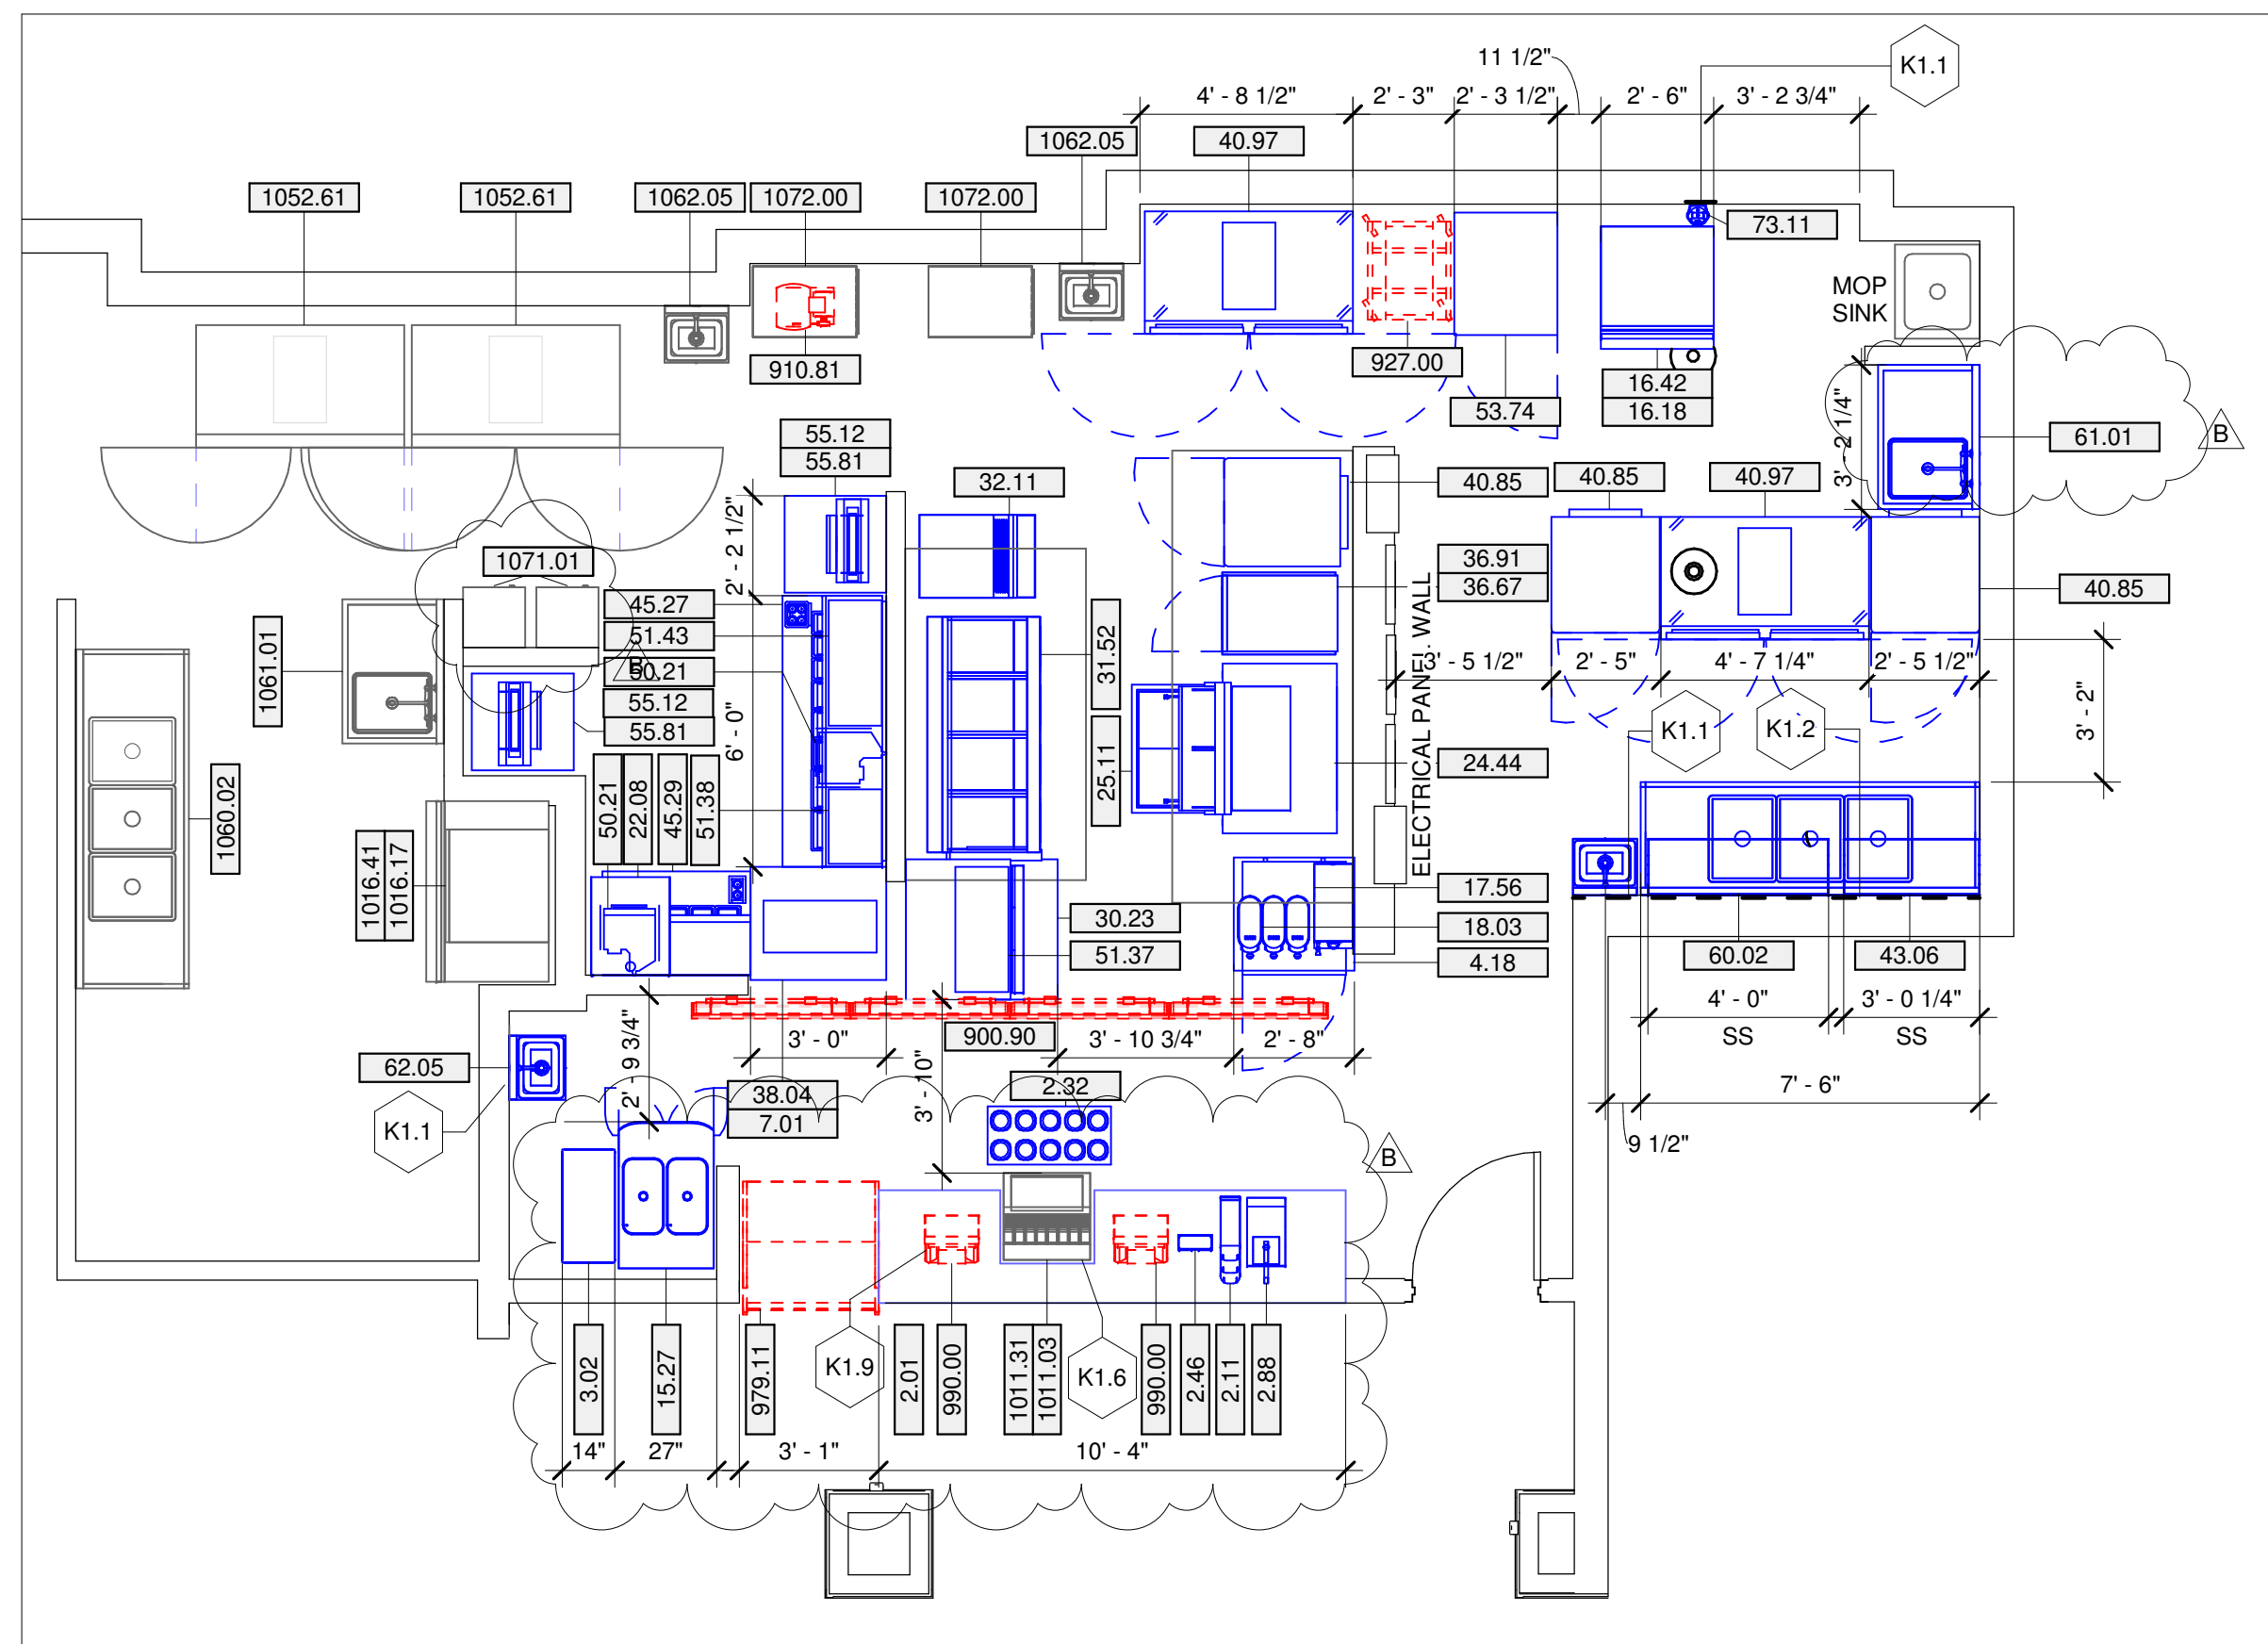 K1.1
11 1/2"
4' - 8 1/2"
2' - 3"
2' - 3 1/2"
2' - 6"
3' - 2 3/4"
1062.05
40.97
1052.61
1052.61
1062.05
1072.00
1072.00
73.11
MOP
SINK
910.81
927.00
16.42
16.18
53.74
3' - 2 1/4"
61.01
B
55.12
55.81
32.11
40.85
40.85
40.97
2' - 2 1/2"
1071.01
36.91
36.67
40.85
45.27
51.43
50.21
B
55.12
55.81
1061.01
6' - 0"
31.52
25.11
ELECTRICAL PANEL WALL
3' - 5 1/2"
2' - 5"
4' - 7 1/4"
2' - 5 1/2"
3' - 2"
K1.1
K1.2
24.44
1060.02
1016.41
1016.17
50.21
22.08
45.29
51.38
17.56
18.03
4.18
30.23
51.37
60.02
43.06
4' - 0"
3' - 0 1/4"
SS
SS
900.90
3' - 0"
3' - 10 3/4"
2' - 8"
2' - 9 3/4"
3' - 10"
62.05
K1.1
38.04
7.01
2.32
7' - 6"
9 1/2"
B
3.02
15.27
979.11
K1.9
2.01
990.00
1011.31
1011.03
K1.6
990.00
2.46
2.11
2.88
14"
27"
3' - 1"
10' - 4"